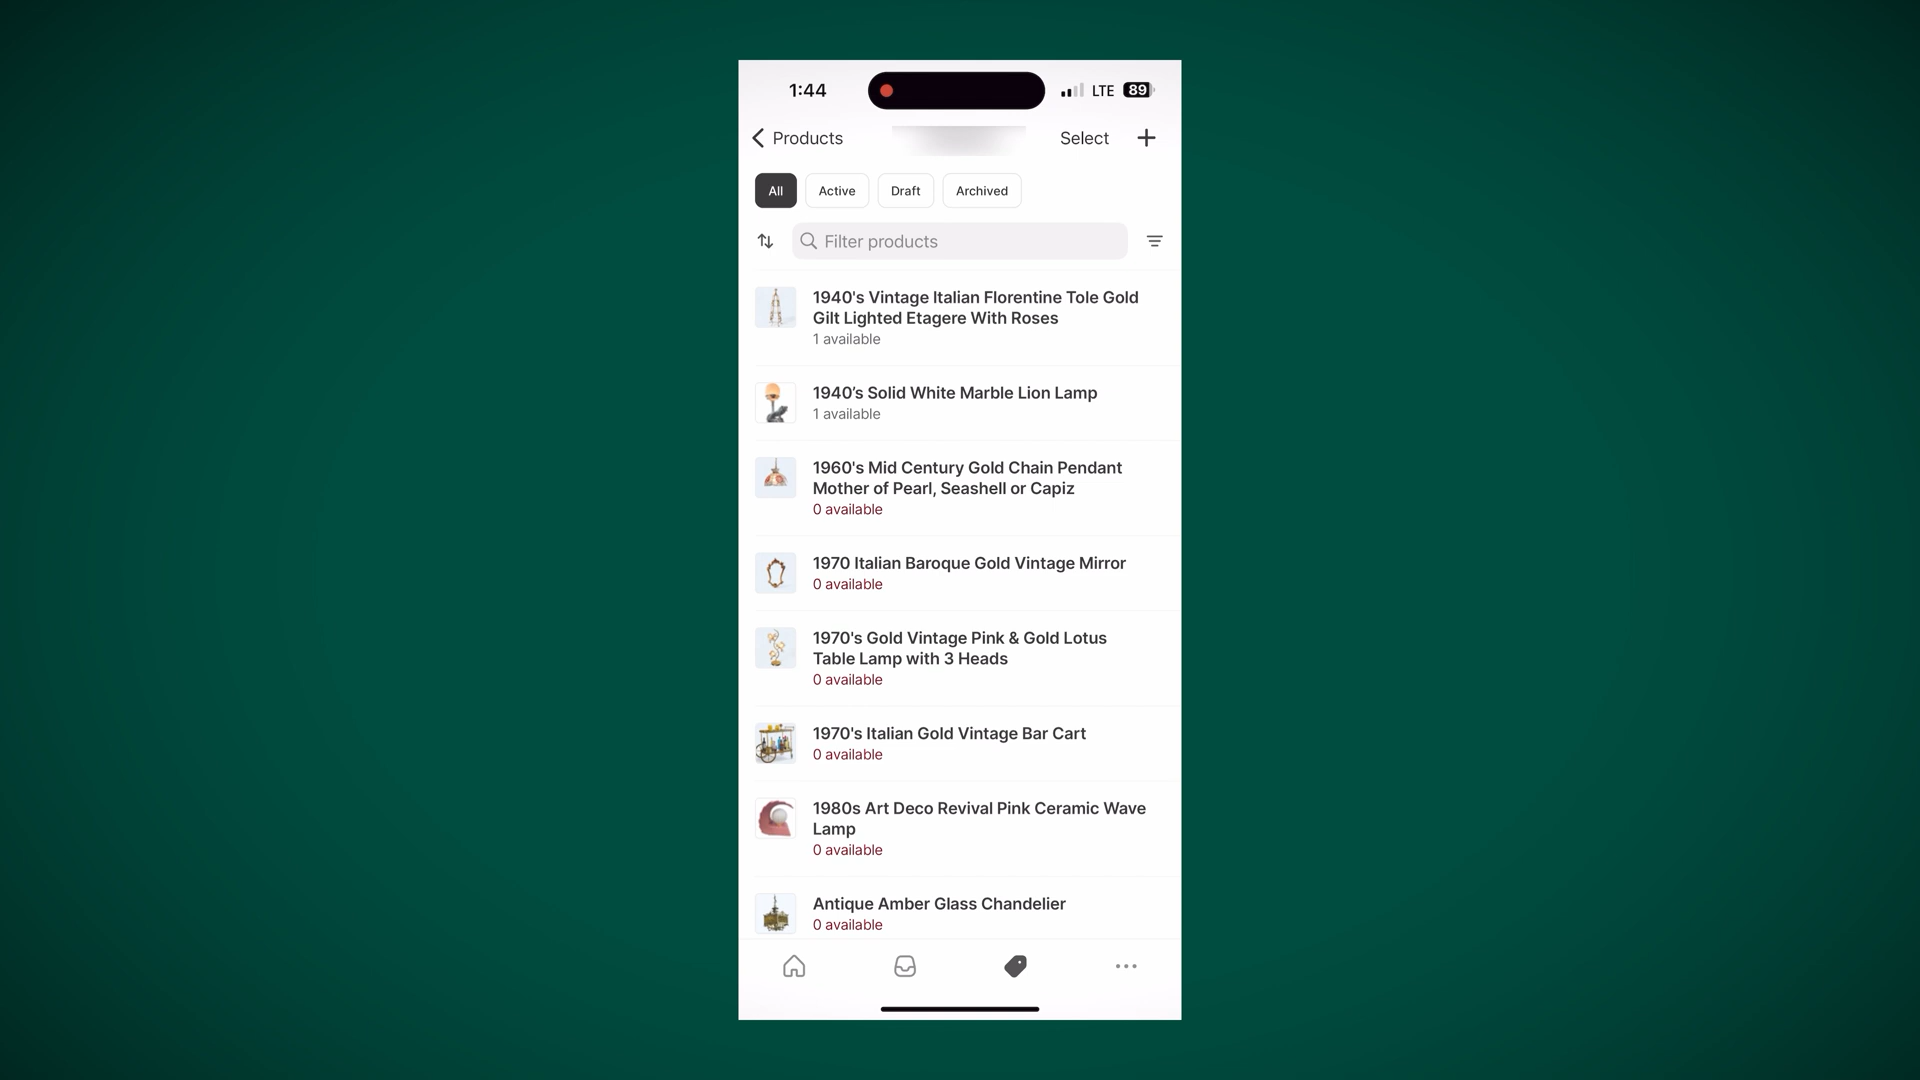 1:44
LTE
89
Products
Select
All
Active
Draft
Archived
Filter products
1940's Vintage Italian Florentine Tole Gold
Gilt Lighted Etagere With Roses
1 available
1940's Solid White Marble Lion Lamp
1 available
1960's Mid Century Gold Chain Pendant
Mother of Pearl, Seashell or Capiz
0 available
1970 Italian Baroque Gold Vintage Mirror
0 available
1970's Gold Vintage Pink & Gold Lotus
Table Lamp with 3 Heads
0 available
1970's Italian Gold Vintage Bar Cart
0 available
1980s Art Deco Revival Pink Ceramic Wave
Lamp
0 available
Antique Amber Glass Chandelier
0 available